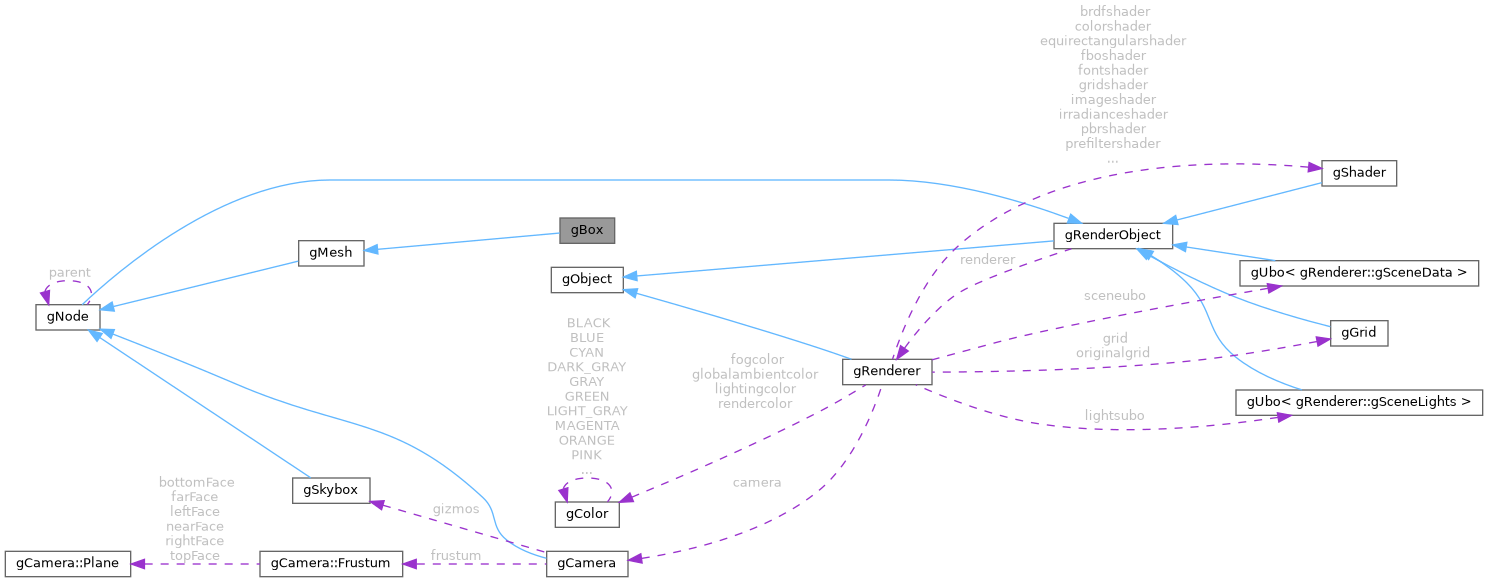 brdfshader
colorshader
equirectangularshader
fboshader
fontshader
gridshader
imageshader
irradianceshader
pbrshader
prefiltershader
...
gShader
gBox
gRenderObject
gMesh
renderer
gUbo< gRenderer::gSceneData >
parent
gObject
sceneubo
gNode
BLACK
BLUE
CYAN
DARK_GRAY
GRAY
GREEN
LIGHT_GRAY
MAGENTA
ORANGE
PINK
...
fogcolor
globalambientcolor
lightingcolor
rendercolor
gRenderer
grid
originalgrid
gGrid
gUbo< gRenderer::gSceneLights >
lightsubo
camera
gSkybox
gizmos
gColor
bottomFace
farFace
leftFace
nearFace
rightFace
topFace
gCamera::Plane
gCamera::Frustum
frustum
gCamera